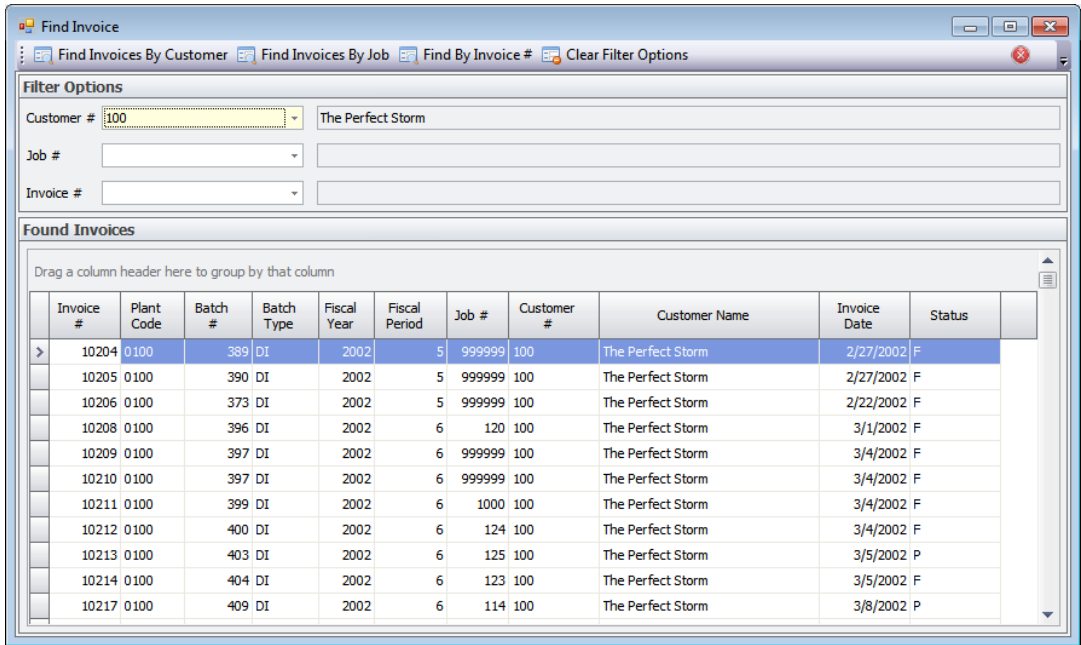 Find Invoice
Find Invoices By Customer Find Invoices By Job Find By Invoice # Clear Filter Options
Filter Options
Customer # 100 The Perfect Storm
Job #
Invoice #
Found Invoices
Drag a column header here to group by that column
Invoice # Plant Code Batch # Batch Type Fiscal Year Fiscal Period Job # Customer # Customer Name Invoice Date Status
10204 0100 389 DI 2002 5 999999 100 The Perfect Storm 2/27/2002 F
10205 0100 390 DI 2002 5 999999 100 The Perfect Storm 2/27/2002 F
10206 0100 373 DI 2002 5 999999 100 The Perfect Storm 2/22/2002 F
10208 0100 396 DI 2002 6 120 100 The Perfect Storm 3/1/2002 F
10209 0100 397 DI 2002 6 999999 100 The Perfect Storm 3/4/2002 F
10210 0100 397 DI 2002 6 999999 100 The Perfect Storm 3/4/2002 F
10211 0100 399 DI 2002 6 1000 100 The Perfect Storm 3/4/2002 F
10212 0100 400 DI 2002 6 124 100 The Perfect Storm 3/4/2002 F
10213 0100 403 DI 2002 6 125 100 The Perfect Storm 3/5/2002 P
10214 0100 404 DI 2002 6 123 100 The Perfect Storm 3/5/2002 F
10217 0100 409 DI 2002 6 114 100 The Perfect Storm 3/8/2002 P